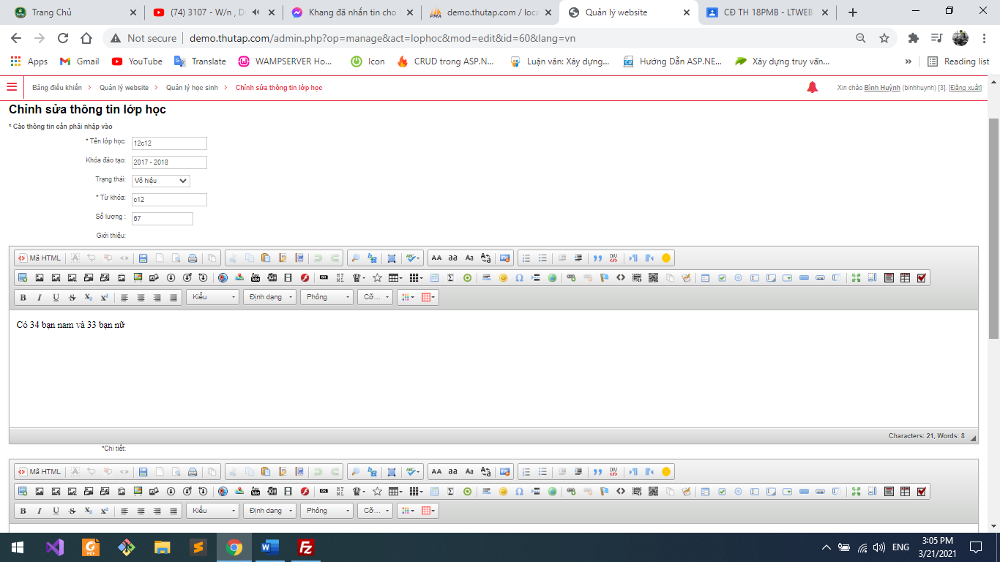 Trang Chủ
(74) 3107 - W/n , D
Khang đã nhắn tin cho
demo.thutap.com / loca
Quản lý website
CĐ TH 18PMB - LTWEB
Not secure
demo.thutap.com/admin.php?op=manage&act=lophoc&mod=edit&id=60&lang=vn
Apps
Gmail
YouTube
Translate
WAMPSERVER Ho...
Icon
CRUD trong ASP.N...
Luận văn: Xây dựng...
Hướng Dẫn ASP.NE...
Xây dựng truy vấn...
»
Reading list
Bảng điều khiển > Quản lý website > Quản lý học sinh > Chỉnh sửa thông tin lớp học
Xin chào Bình Huỳnh (binhhuynh) [3]. [Đăng xuất]
Chỉnh sửa thông tin lớp học
* Các thông tin cần phải nhập vào
* Tên lớp học: 12c12
Khóa đào tạo: 2017 - 2018
Trạng thái: Vô hiệu
* Từ khóa: c12
Số lượng : 67
Giới thiệu:
Mã HTML
B I U S X₂ X²
Kiểu
Định dạng
Phông
Cỡ...
Có 34 bạn nam và 33 bạn nữ
Characters: 21, Words: 8
*Chi tiết:
Mã HTML
B I U S X₂ X²
Kiểu
Định dạng
Phông
Cỡ...
ENG
3:05 PM
3/21/2021